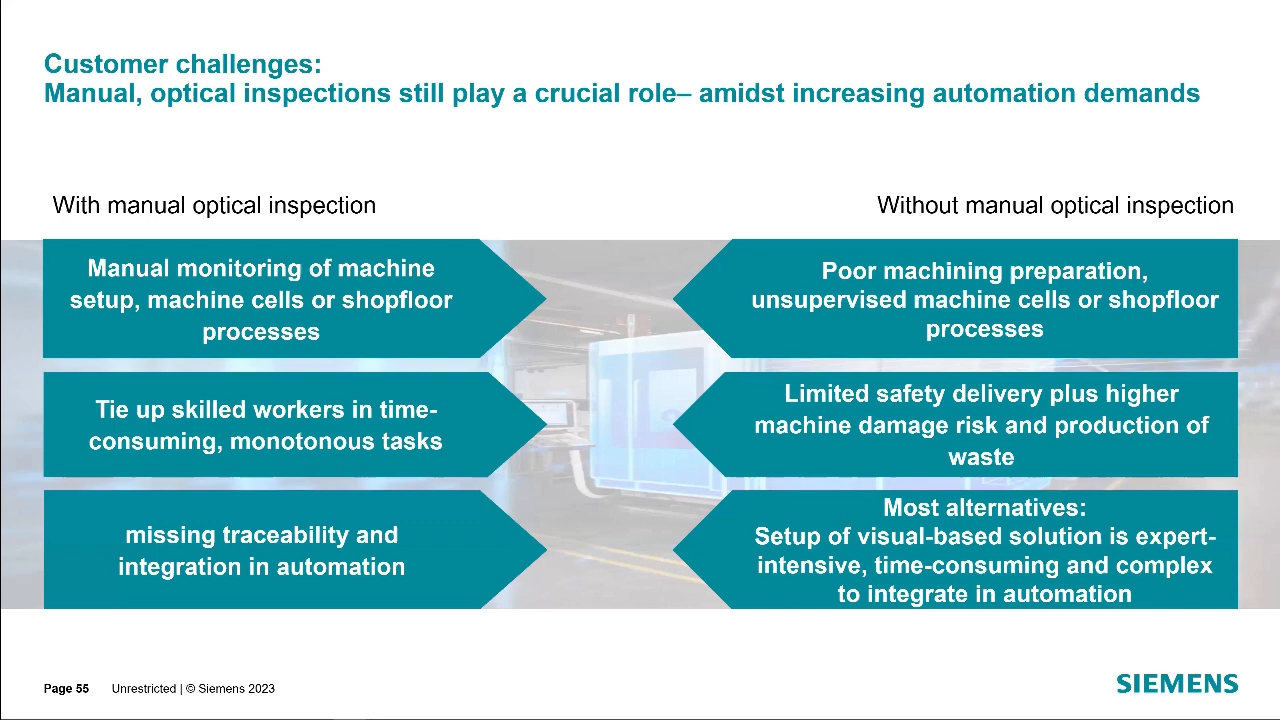 Customer challenges:
Manual, optical inspections still play a crucial role– amidst increasing automation demands
With manual optical inspection
Without manual optical inspection
Manual monitoring of machine
setup, machine cells or shopfloor
processes
Poor machining preparation,
unsupervised machine cells or shopfloor
processes
Tie up skilled workers in time-
consuming, monotonous tasks
Limited safety delivery plus higher
machine damage risk and production of
waste
missing traceability and
integration in automation
Most alternatives:
Setup of visual-based solution is expert-
intensive, time-consuming and complex
to integrate in automation
Page 55 Unrestricted | © Siemens 2023
SIEMENS